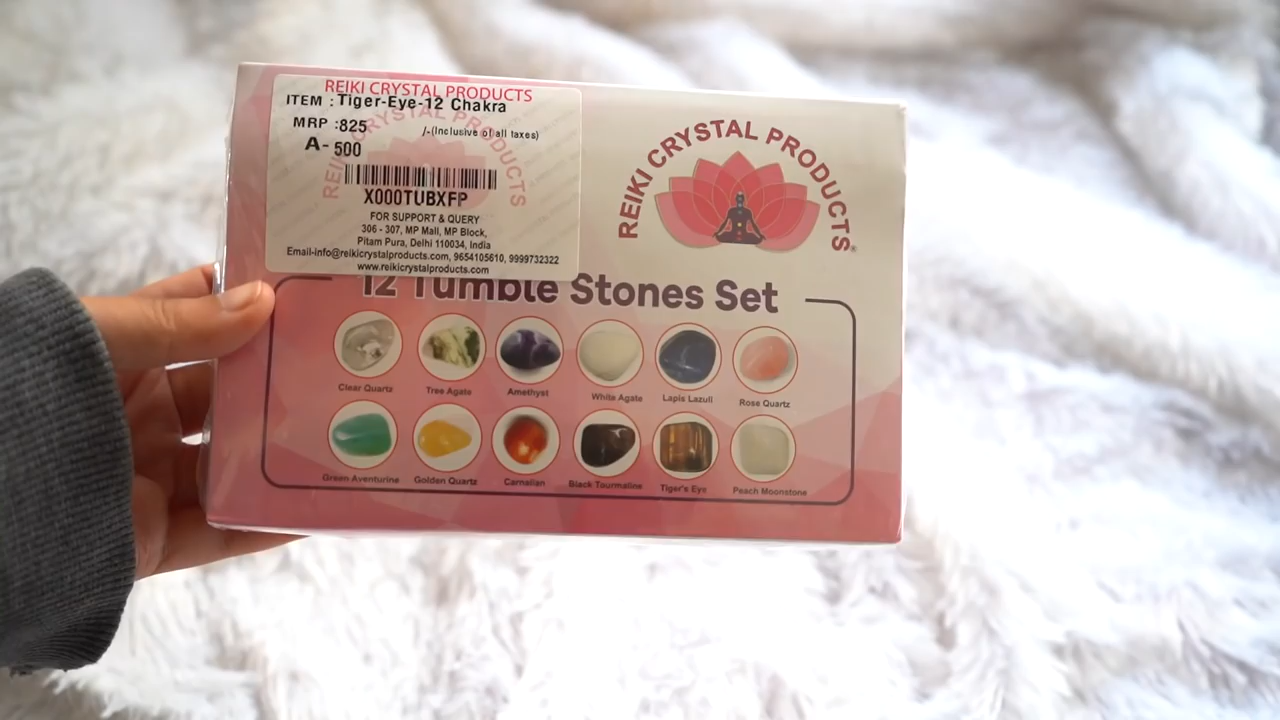 REIKI CRYSTAL PRODUCTS
ITEM : Tiger-Eye-12 Chakra
MRP :825 /-(Inclusive of all taxes)
A- 500
REIKI CRYSTAL PRODUCTS
X000TUBXFP
FOR SUPPORT & QUERY
306 - 307, MP Mall, MP Block,
Pitam Pura, Delhi 110034, India
Email-info@reikicrystalproducts.com, 9654105610, 9999732322
www.reikicrystalproducts.com
REIKI CRYSTAL PRODUCTS®
12 Tumble Stones Set
Clear Quartz Tree Agate Amethyst White Agate Lapis Lazuli Rose Quartz
Green Aventurine Golden Quartz Carnelian Black Tourmaline Tiger's Eye Peach Moonstone